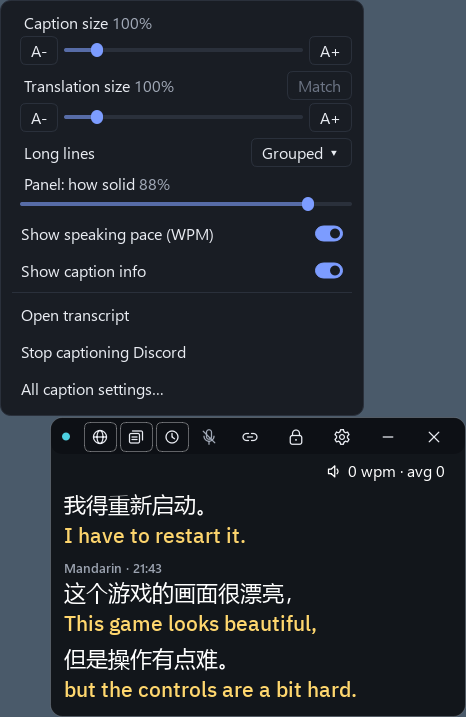 Caption size 100%
A-
A+
Translation size 100%
Match
A-
A+
Long lines
Grouped
Panel: how solid 88%
Show speaking pace (WPM)
Show caption info
Open transcript
Stop captioning Discord
All caption settings...
0 wpm · avg 0
我得重新启动。
I have to restart it.
Mandarin · 21:43
这个游戏的画面很漂亮，
This game looks beautiful,
但是操作有点难。
but the controls are a bit hard.